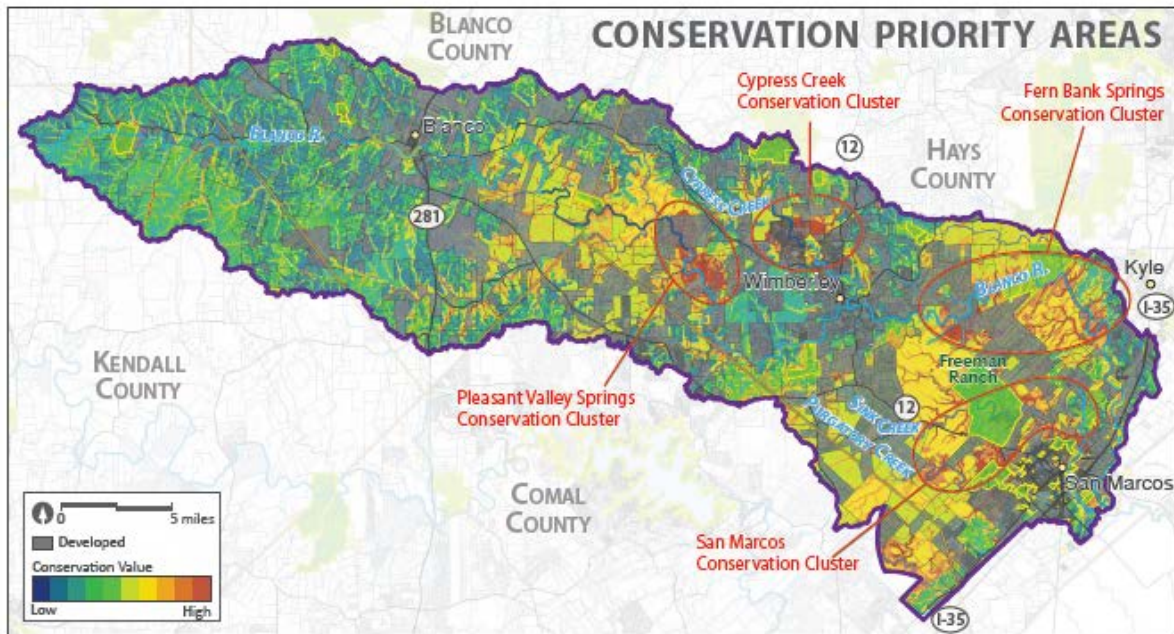 CONSERVATION PRIORITY AREAS
BLANCO
COUNTY
Cypress Creek
Conservation Cluster
Fern Bank Springs
Conservation Cluster
12
HAYS
COUNTY
BLANCO R.
Blanco
CYPRESS CREEK
281
Wimberley
BLANCO R.
Kyle
I-35
Freeman
Ranch
KENDALL
COUNTY
Pleasant Valley Springs
Conservation Cluster
12
SINK CREEK
PURGATORY CREEK
San Marcos
COMAL
COUNTY
San Marcos
Conservation Cluster
I-35
0
5 miles
Developed
Conservation Value
Low
High